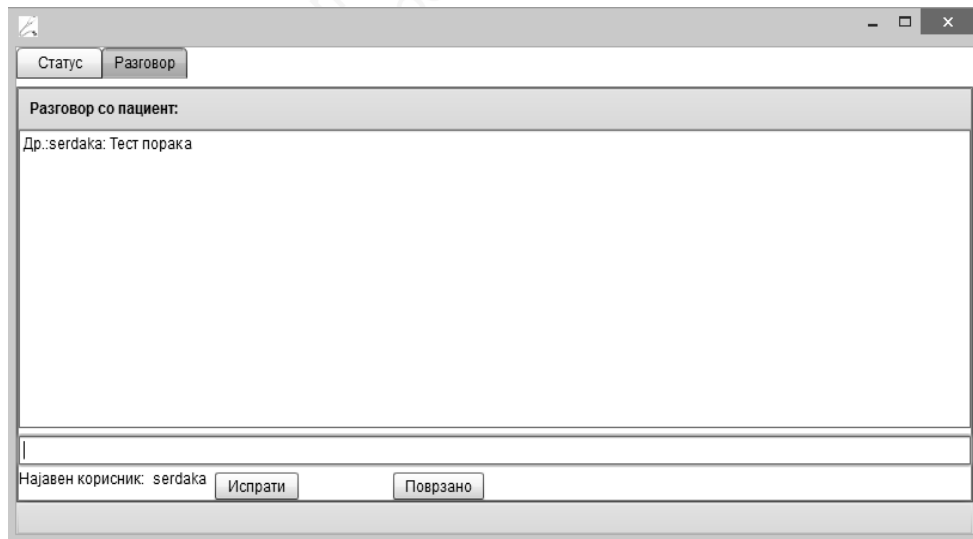 Статус Разговор
Разговор со пациент:
Др.:serdaka: Тест порака
Најавен корисник: serdaka Испрати Поврзано